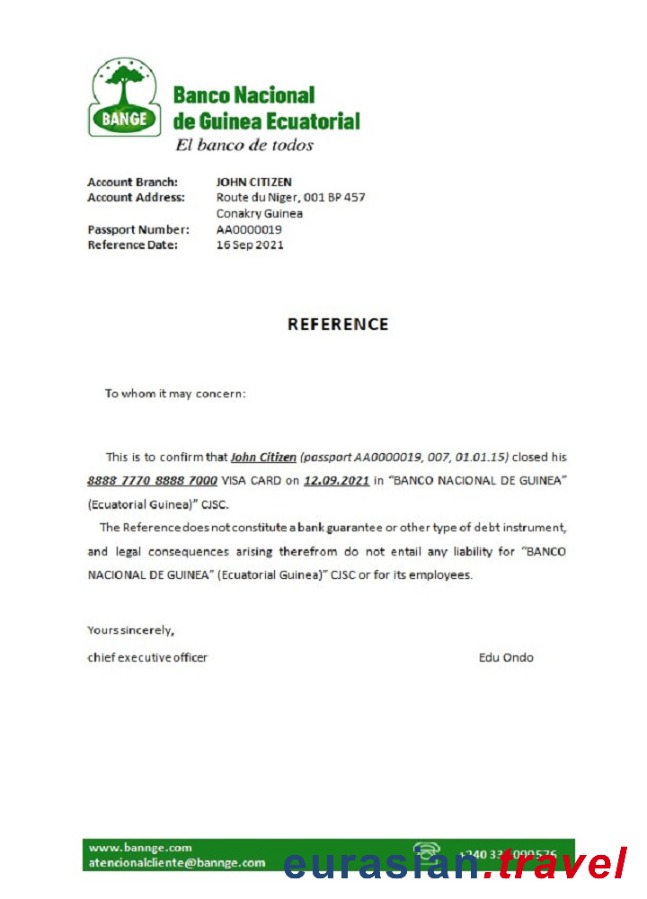 BANGE
Banco Nacional
de Guinea Ecuatorial
El banco de todos
Account Branch: JOHN CITIZEN
Account Address: Route du Niger, 001 BP 457
Conakry Guinea
Passport Number: AA0000019
Reference Date: 16 Sep 2021
REFERENCE
To whom it may concern:
This is to confirm that John Citizen (passport AA0000019, 007, 01.01.15) closed his
8888 7770 8888 7000 VISA CARD on 12.09.2021 in "BANCO NACIONAL DE GUINEA"
(Ecuatorial Guinea)" CJSC.
The Reference does not constitute a bank guarantee or other type of debt instrument,
and legal consequences arising therefrom do not entail any liability for "BANCO
NACIONAL DE GUINEA" (Ecuatorial Guinea)" CJSC or for its employees.
Yours sincerely,
chief executive officer Edu Ondo
www.bannge.com
atencionalcliente@bannge.com
+240
eurasian.travel